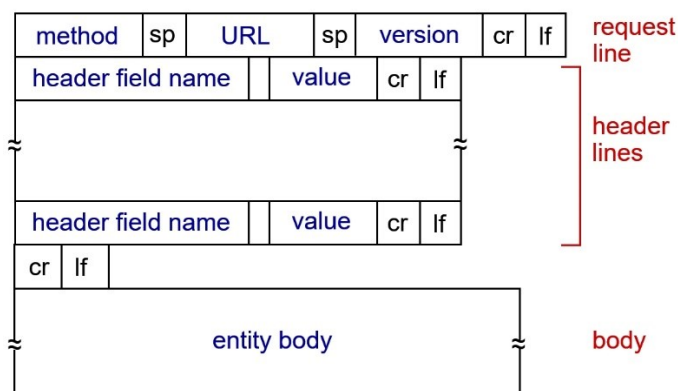 method sp URL sp version cr lf
request
line
header field name value cr lf
header
lines
header field name value cr lf
cr lf
entity body
body